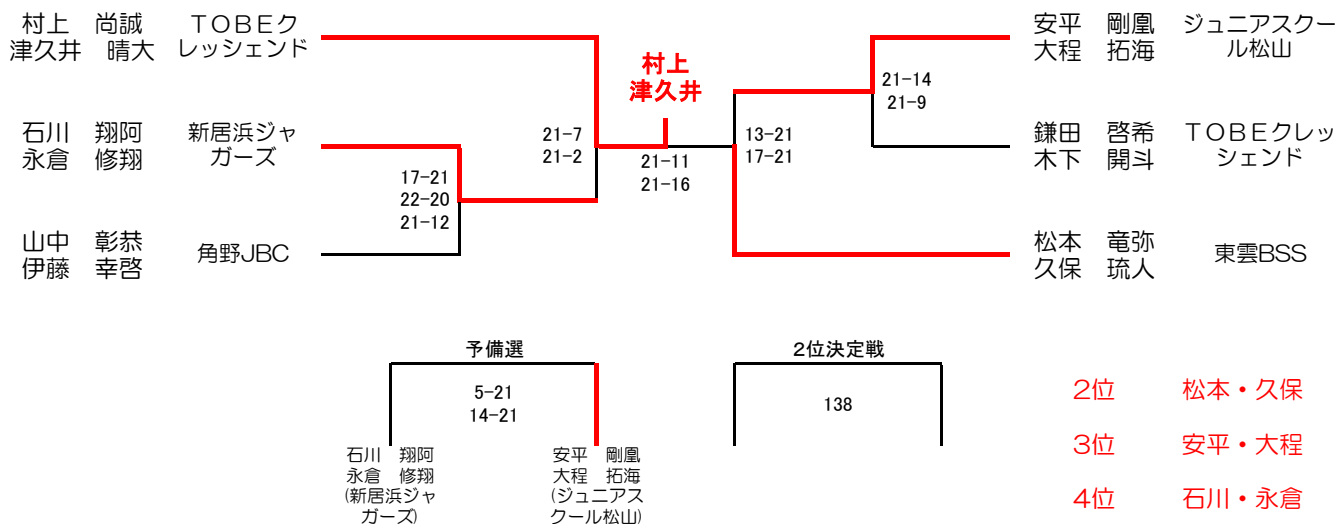 村上　尚誠
津久井　晴大
TOBEク
レッシェンド
石川　翔阿
永倉　修翔
新居浜ジャ
ガーズ
山中　彰恭
伊藤　幸啓
角野JBC
17-21
22-20
21-12
21-7
21-2
村上
津久井
21-11
21-16
13-21
17-21
21-14
21-9
安平　剛凰
大程　拓海
ジュニアスクー
ル松山
鎌田　啓希
木下　開斗
TOBEクレッ
シェンド
松本　竜弥
久保　琉人
東雲BSS
予備選
5-21
14-21
石川　翔阿
永倉　修翔
(新居浜ジャ
ガーズ)
安平　剛凰
大程　拓海
(ジュニアス
クール松山)
2位決定戦
138
2位　松本・久保
3位　安平・大程
4位　石川・永倉